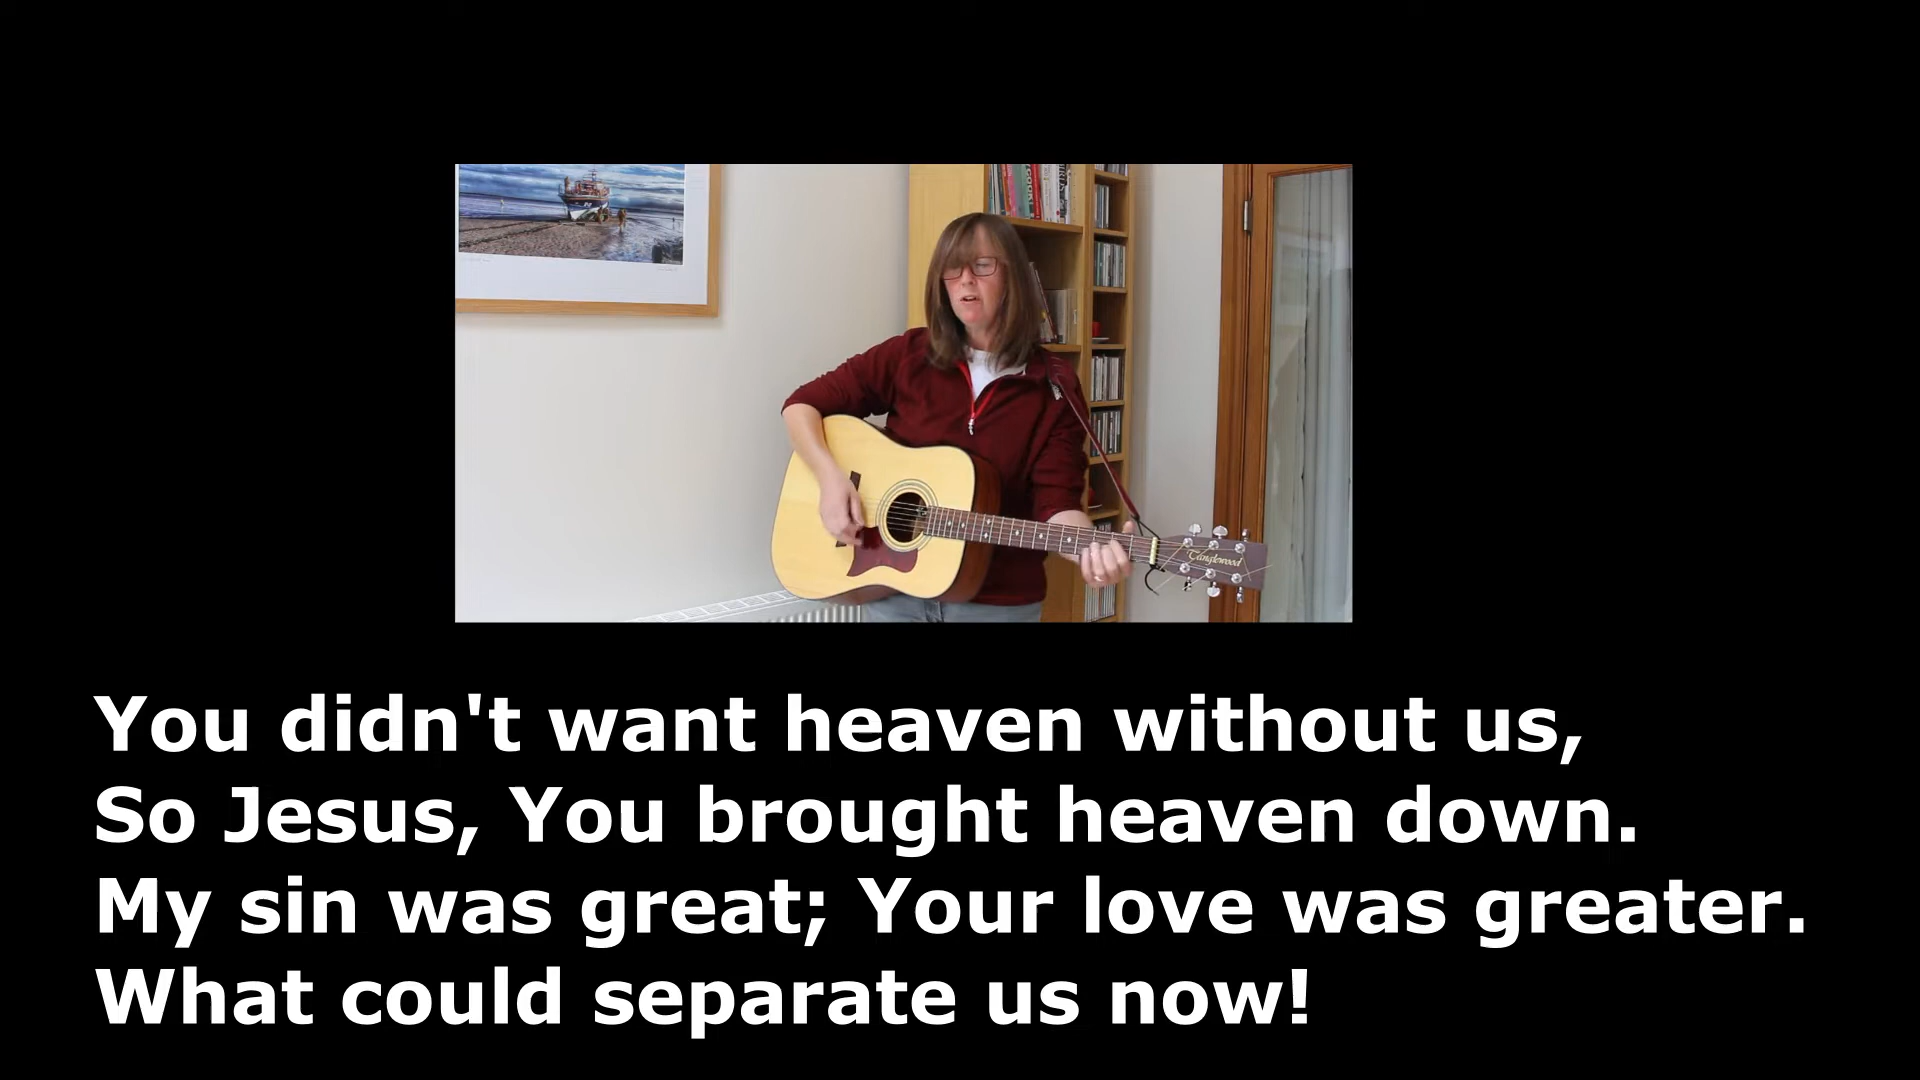 Tanglewood
You didn't want heaven without us,
So Jesus, You brought heaven down.
My sin was great; Your love was greater.
What could separate us now!